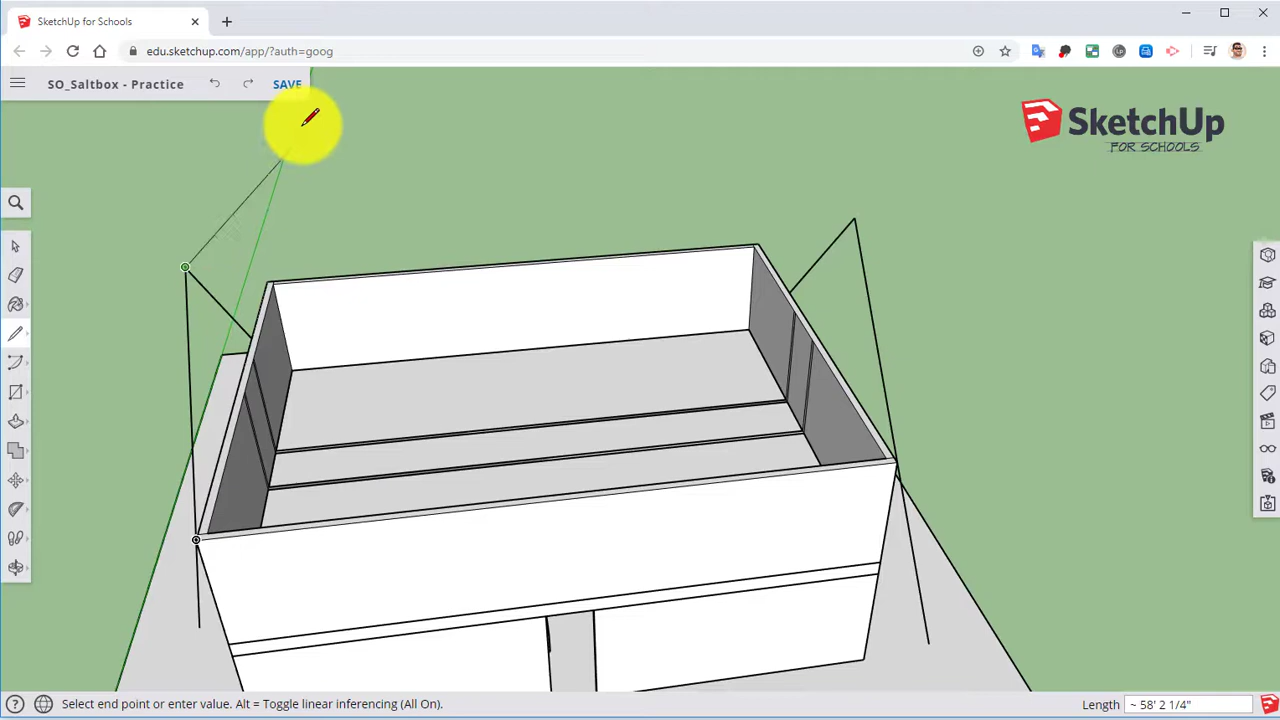 SketchUp for Schools
edu.sketchup.com/app/?auth=goog
SO_Saltbox - Practice
SAVE
SketchUp
FOR SCHOOLS
Select end point or enter value. Alt = Toggle linear inferencing (All On).
Length
~ 58' 2 1/4"